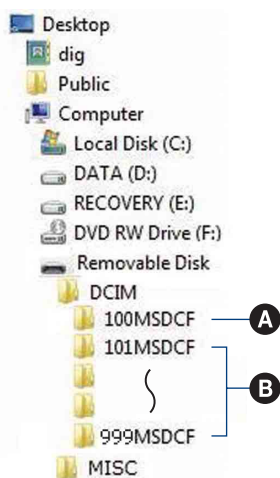 Desktop
dig
Public
Computer
Local Disk (C:)
DATA (D:)
RECOVERY (E:)
DVD RW Drive (F:)
Removable Disk
DCIM
100MSDCF A
101MSDCF
B
999MSDCF
MISC